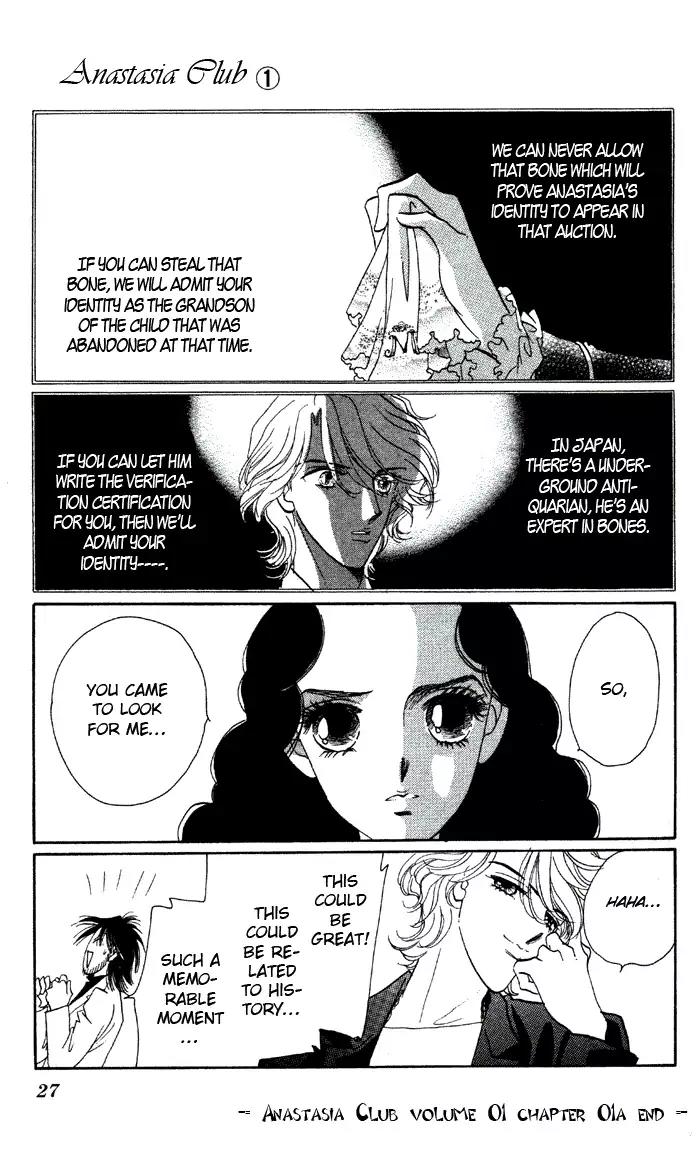 Anastasia Club ①
WE CAN NEVER ALLOW
THAT BONE WHICH WILL
PROVE ANASTASIA'S
IDENTITY TO APPEAR IN
THAT AUCTION.
IF YOU CAN STEAL THAT
BONE, WE WILL ADMIT YOUR
IDENTITY AS THE GRANDSON
OF THE CHILD THAT WAS
ABANDONED AT THAT TIME.
M
IN JAPAN,
THERE'S A UNDER-
GROUND ANTI-
QUARIAN, HE'S AN
EXPERT IN BONES.
IF YOU CAN LET HIM
WRITE THE VERIFICA-
TION CERTIFICATION
FOR YOU, THEN WE'LL
ADMIT YOUR
IDENTITY----.
SO,
YOU CAME
TO LOOK
FOR ME...
HAHA...
THIS
COULD
BE
GREAT!
THIS
COULD
BE RE-
LATED
TO HIS-
TORY...
SUCH A
MEMO-
RABLE
MOMENT
...
27
-= ANASTASIA CLUB VOLUME 01 CHAPTER 01A END =-